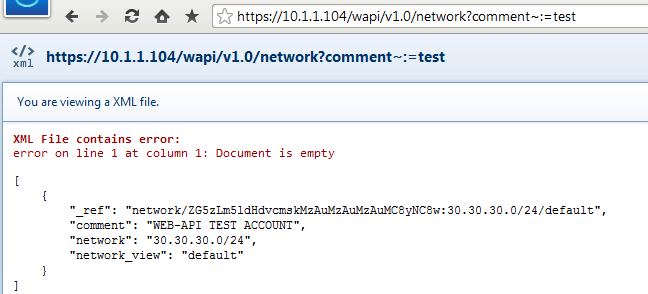 https://10.1.1.104/wapi/v1.0/network?comment~:=test
</>
xml
https://10.1.1.104/wapi/v1.0/network?comment~:=test
You are viewing a XML file.
XML File contains error:
error on line 1 at column 1: Document is empty
[
{
"_ref": "network/ZG5zLm5ldHdvcmskMzAuMzAuMzAuMC8yNC8w:30.30.30.0/24/default",
"comment": "WEB-API TEST ACCOUNT",
"network": "30.30.30.0/24",
"network_view": "default"
}
]